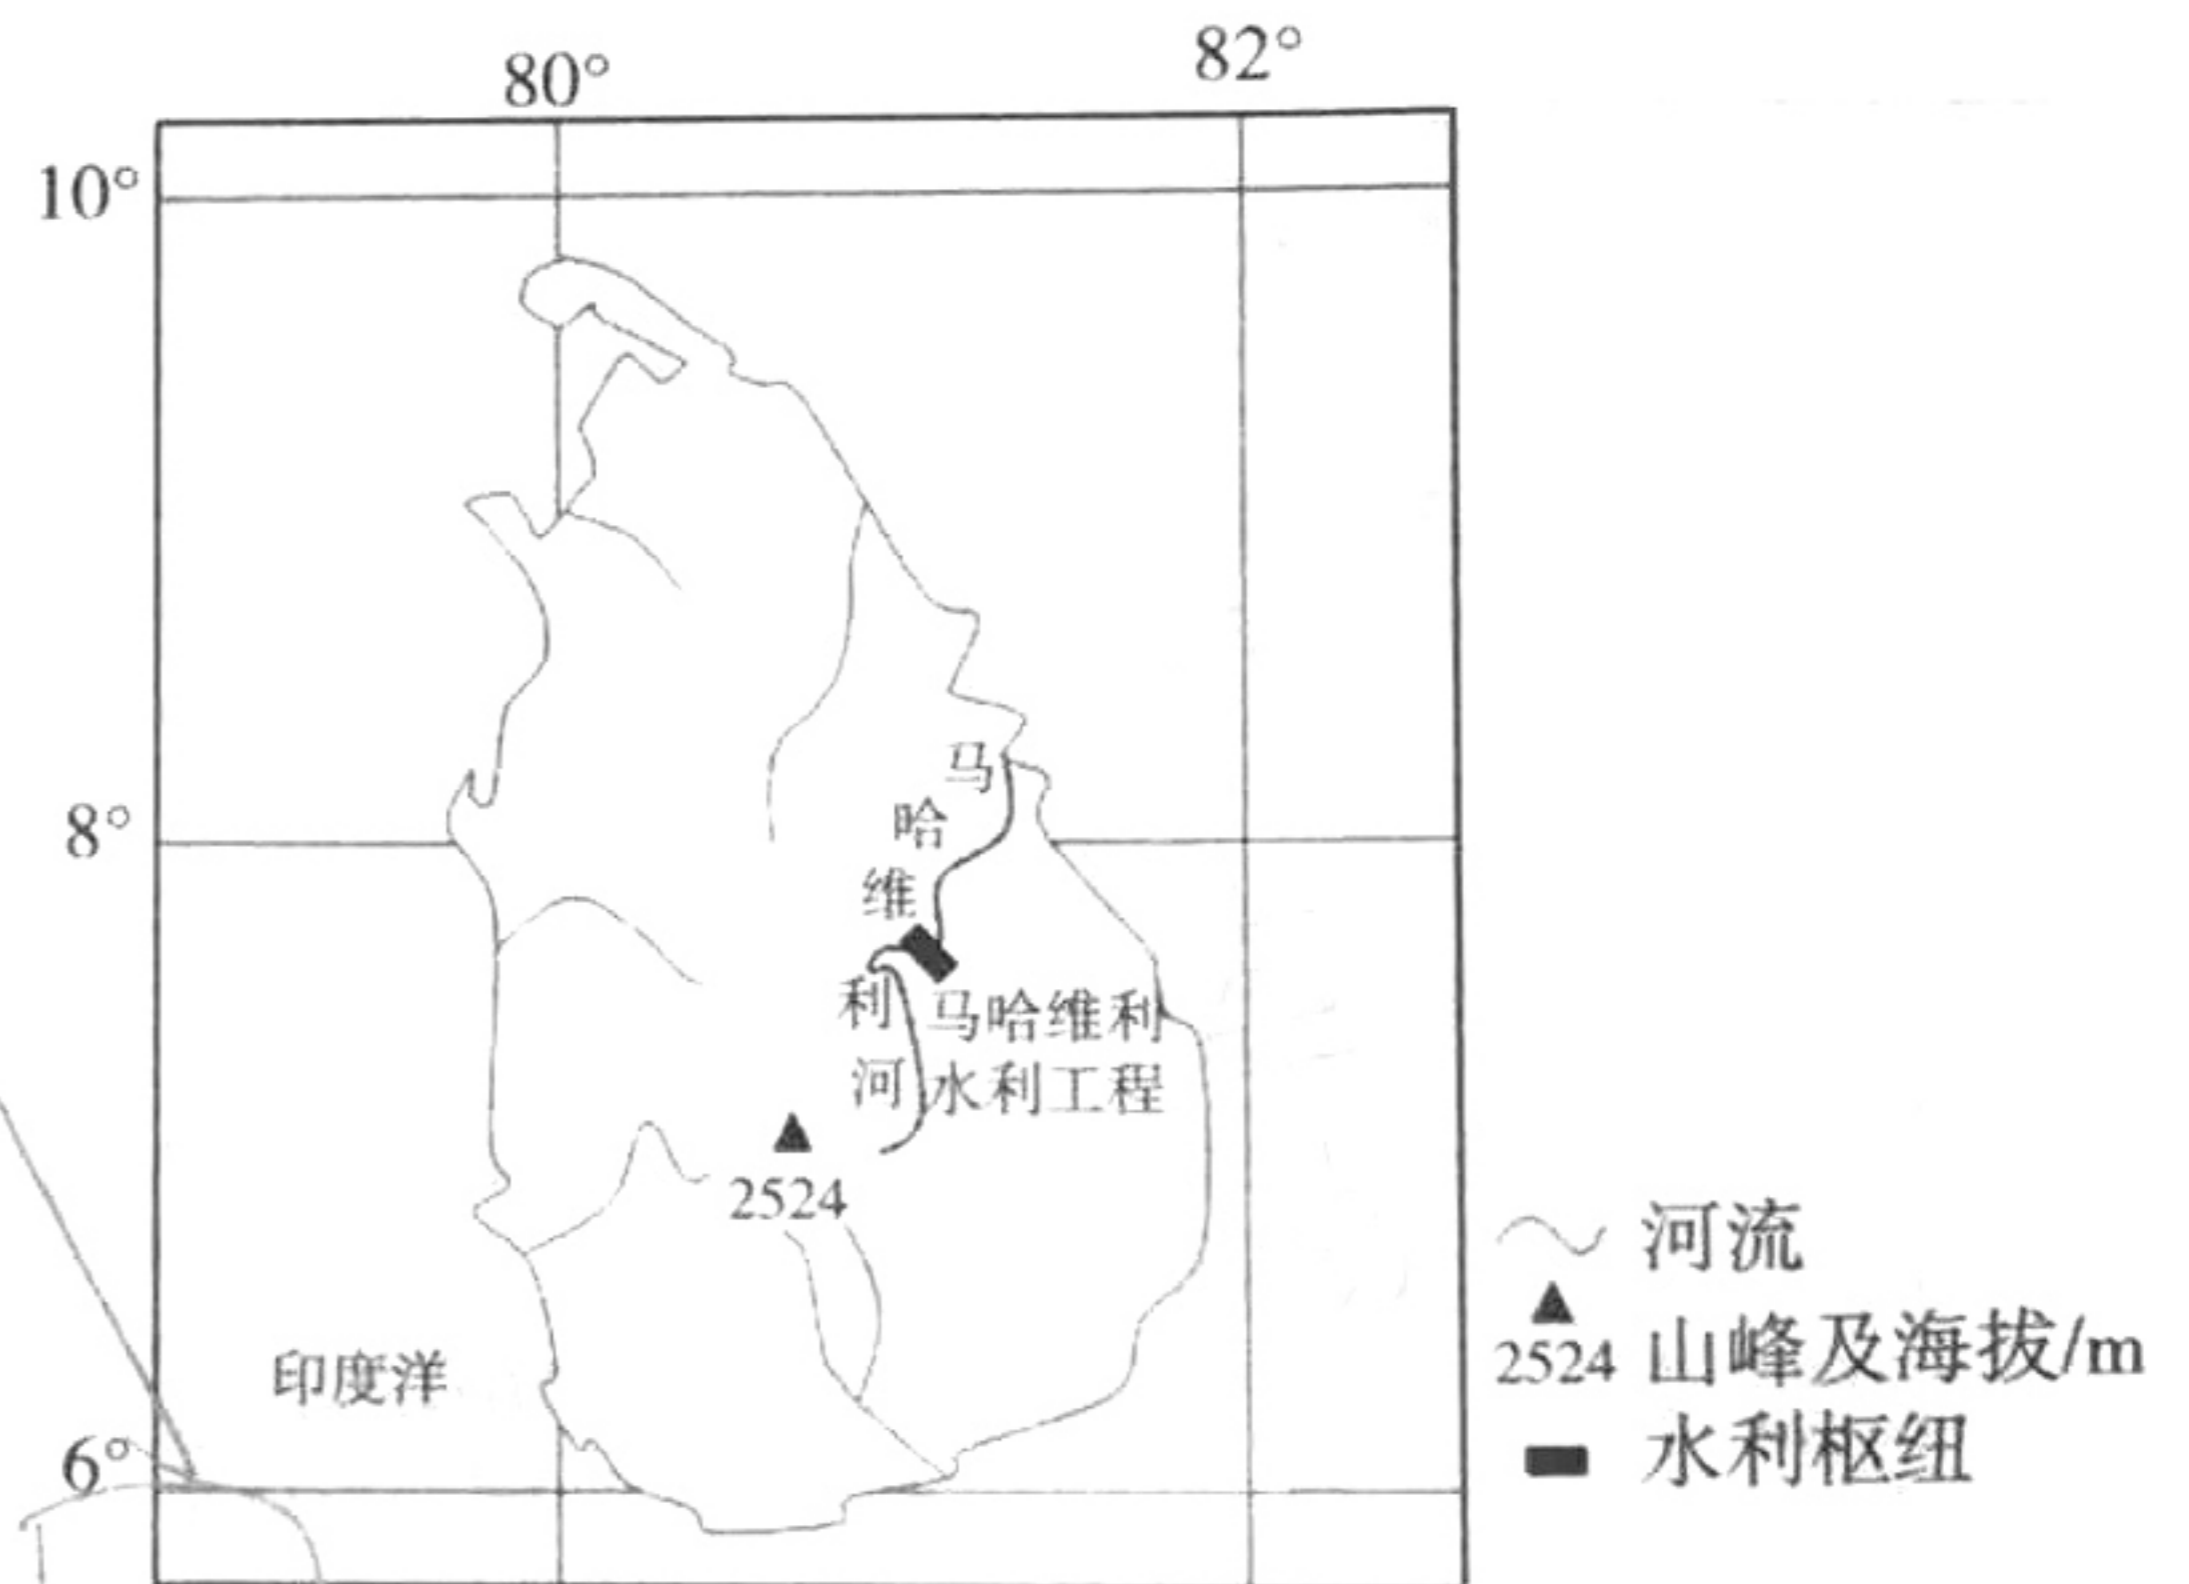 80°
82°
10°
8°
6°
马哈维利河
马哈维利
水利工程
2524
印度洋
河流
2524 山峰及海拔/m
水利枢纽